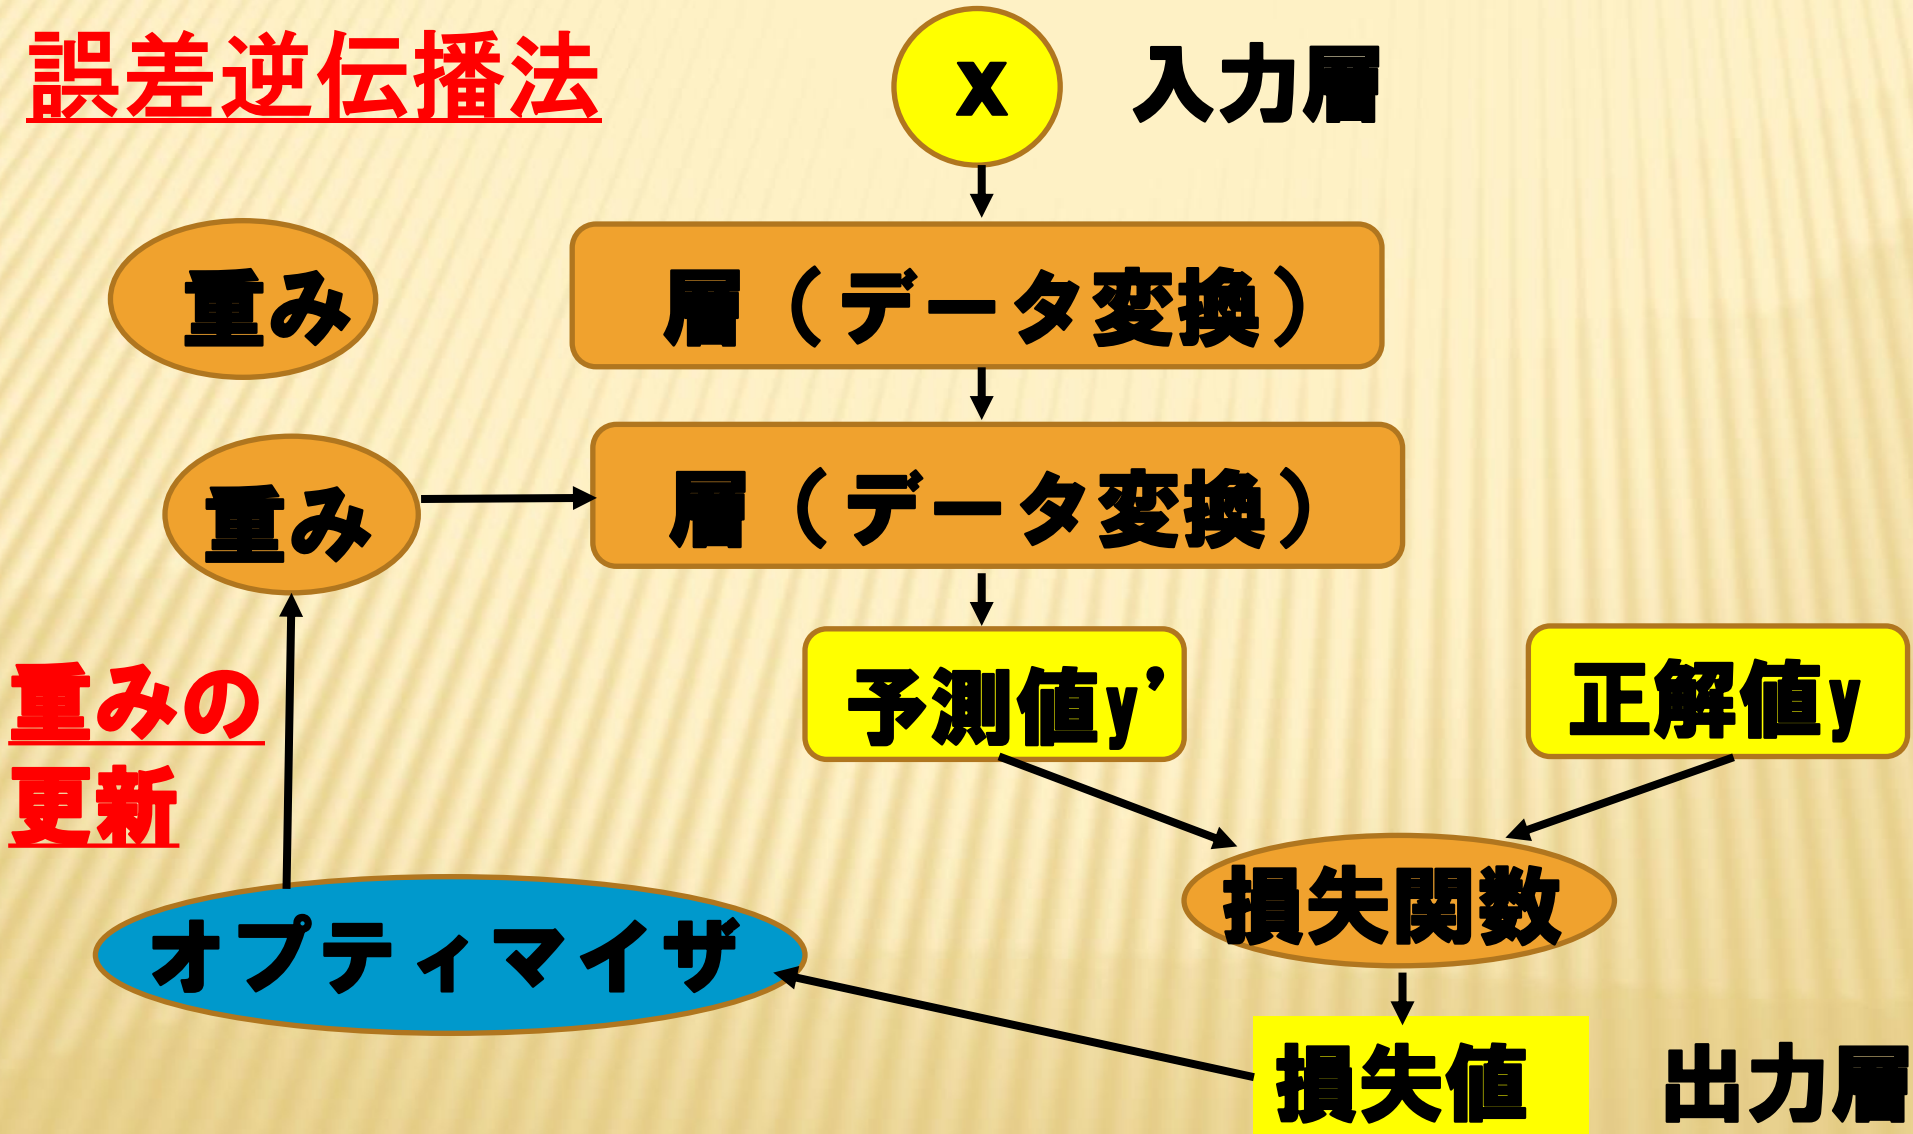 誤差逆伝播法
x
入力層
重み
層（データ変換）
重み
層（データ変換）
重みの
更新
予測値y’
正解値y
損失関数
オプティマイザ
損失値
出力層